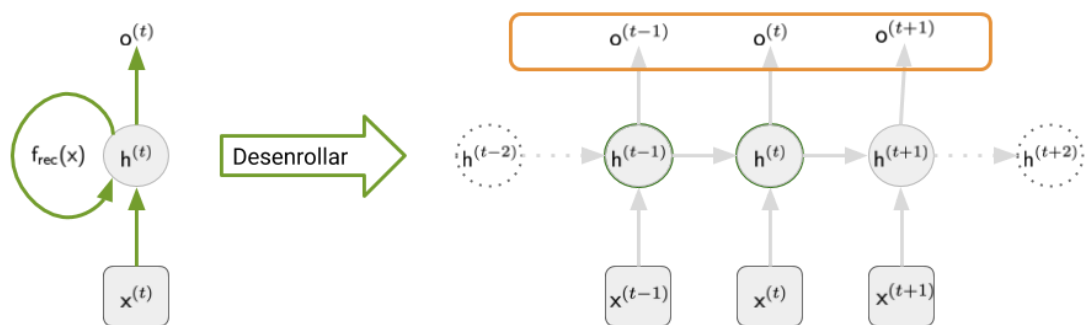 o^(t)
f_rec(x)
h^(t)
x^(t)
Desenrollar
o^(t−1) o^(t) o^(t+1)
h^(t−2) h^(t−1) h^(t) h^(t+1) h^(t+2)
x^(t−1) x^(t) x^(t+1)